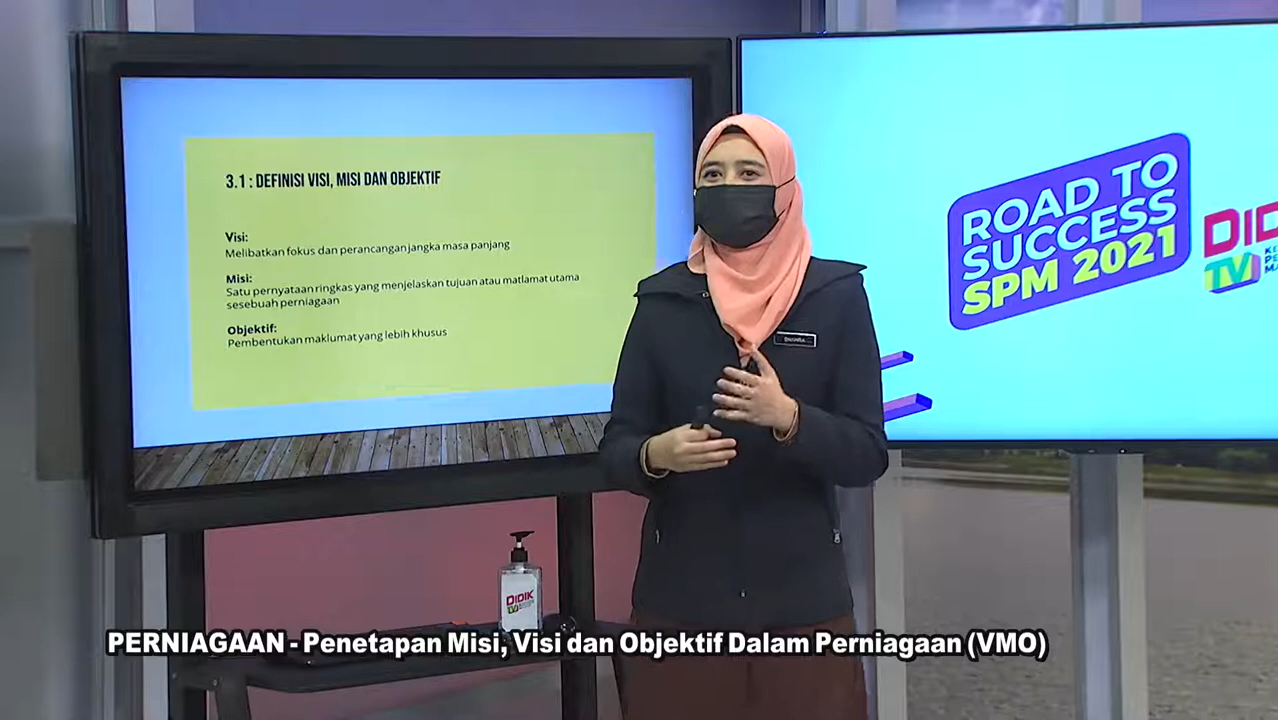 3.1 : DEFINISI VISI, MISI DAN OBJEKTIF
Visi:
Melibatkan fokus dan perancangan jangka masa panjang
Misi:
Satu pernyataan ringkas yang menjelaskan tujuan atau matlamat utama
sesebuah perniagaan
Objektif:
Pembentukan maklumat yang lebih khusus
ROAD TO
SUCCESS
SPM 2021
DIDIK
TV
PERNIAGAAN - Penetapan Misi, Visi dan Objektif Dalam Perniagaan (VMO)